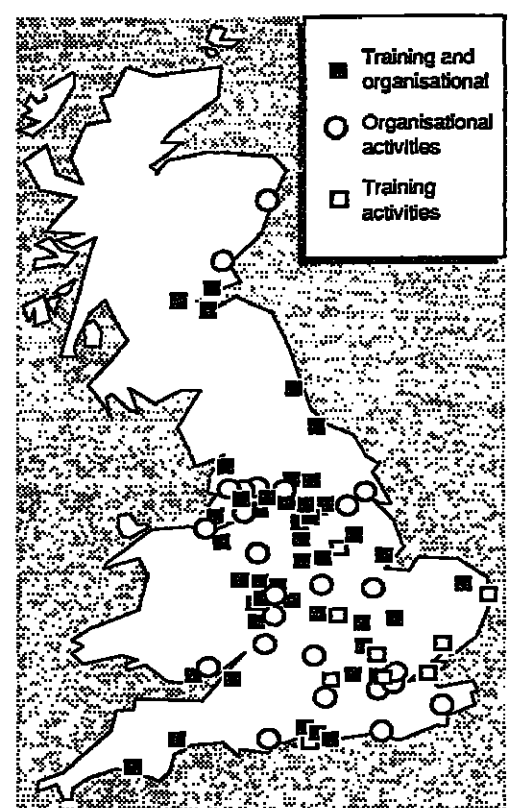 Training and
organisational
Organisational
activities
Training
activities